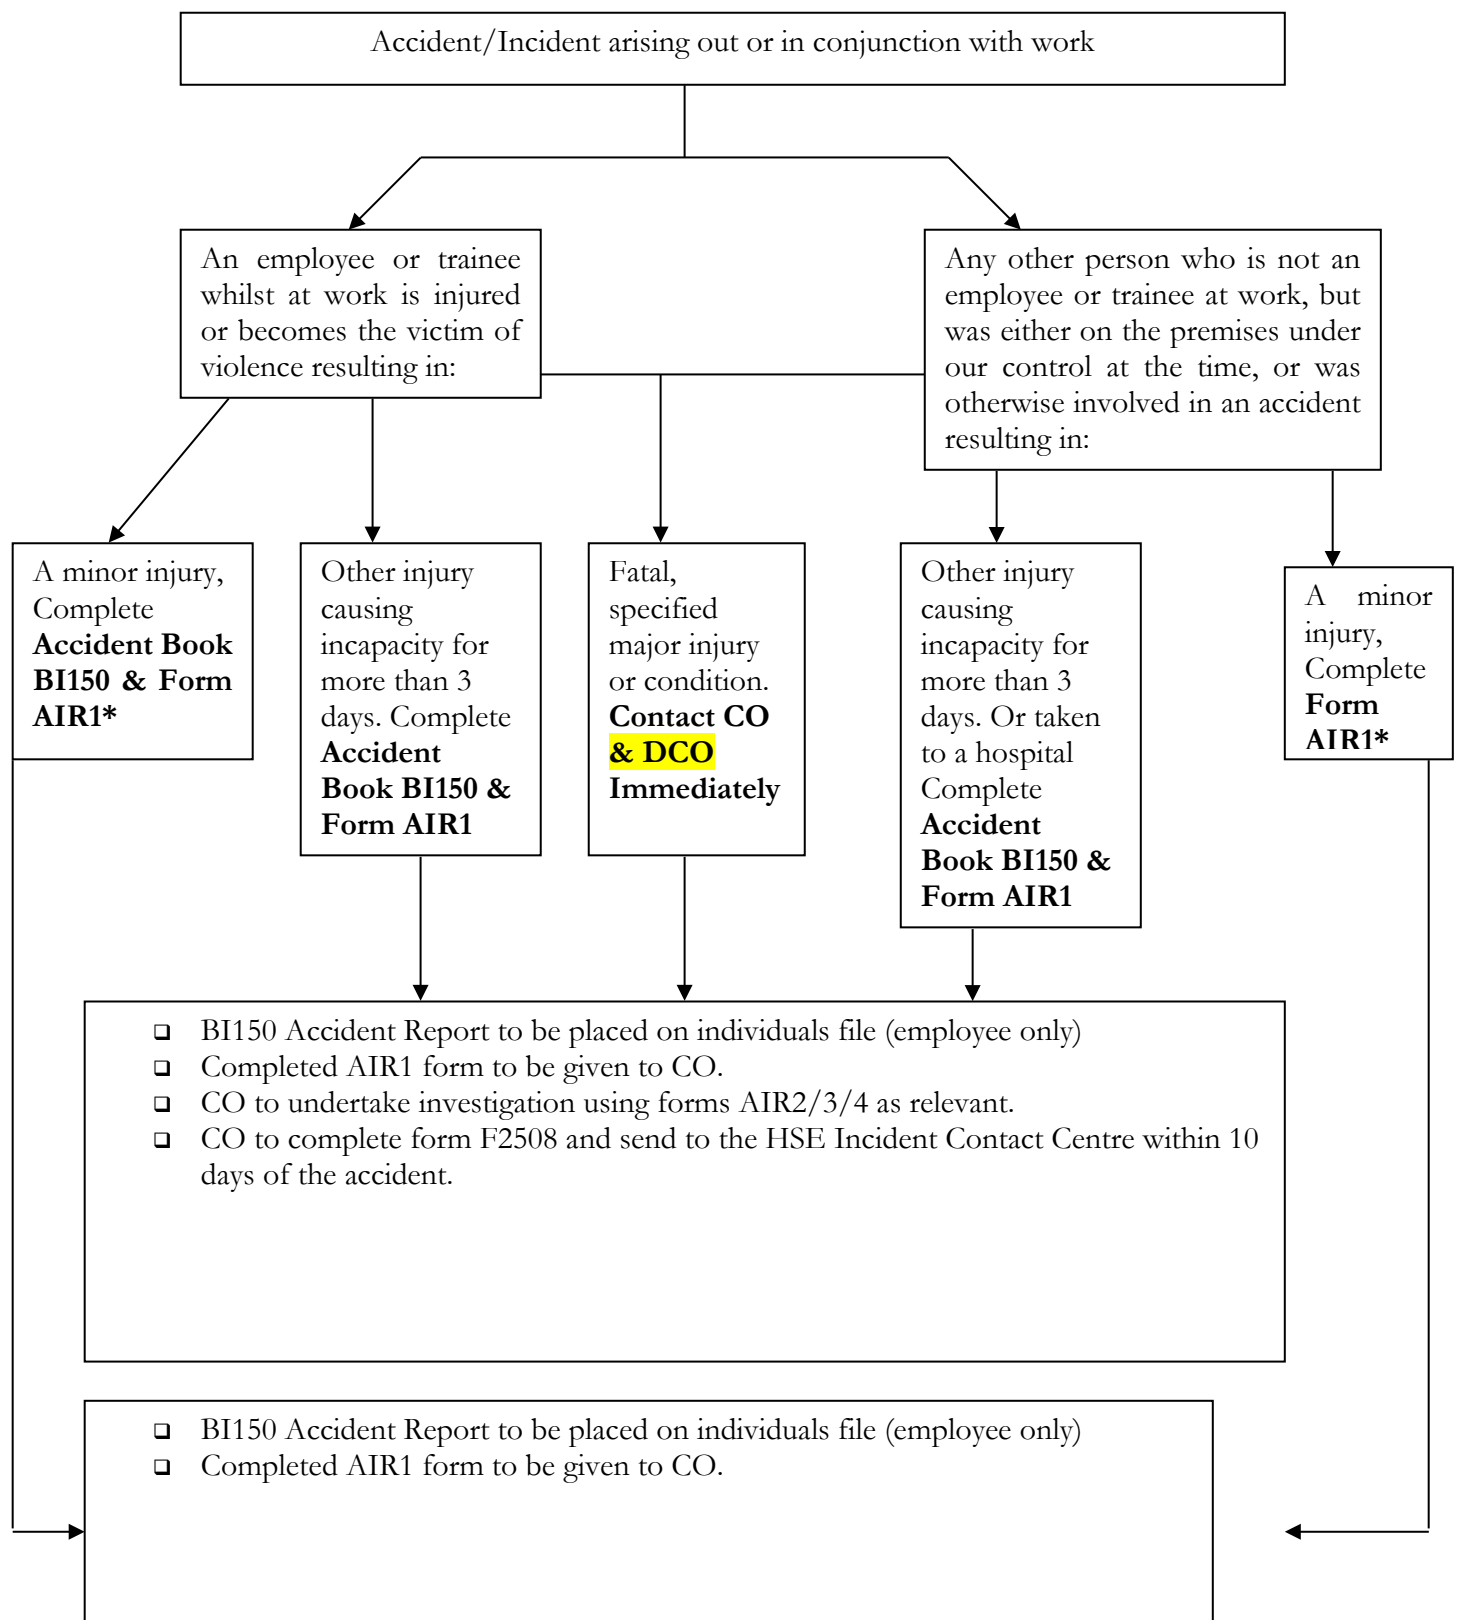 Accident/Incident arising out or in conjunction with work
An employee or trainee
whilst at work is injured
or becomes the victim of
violence resulting in:
Any other person who is not an
employee or trainee at work, but
was either on the premises under
our control at the time, or was
otherwise involved in an accident
resulting in:
A minor injury,
Complete
Accident Book
BI150 & Form
AIR1*
Other injury
causing
incapacity for
more than 3
days. Complete
Accident
Book BI150 &
Form AIR1
Fatal,
specified
major injury
or condition.
Contact CO
& DCO
Immediately
Other injury
causing
incapacity for
more than 3
days. Or taken
to a hospital
Complete
Accident
Book BI150 &
Form AIR1
A minor
injury,
Complete
Form
AIR1*
❑ BI150 Accident Report to be placed on individuals file (employee only)
❑ Completed AIR1 form to be given to CO.
❑ CO to undertake investigation using forms AIR2/3/4 as relevant.
❑ CO to complete form F2508 and send to the HSE Incident Contact Centre within 10
days of the accident.
❑ BI150 Accident Report to be placed on individuals file (employee only)
❑ Completed AIR1 form to be given to CO.